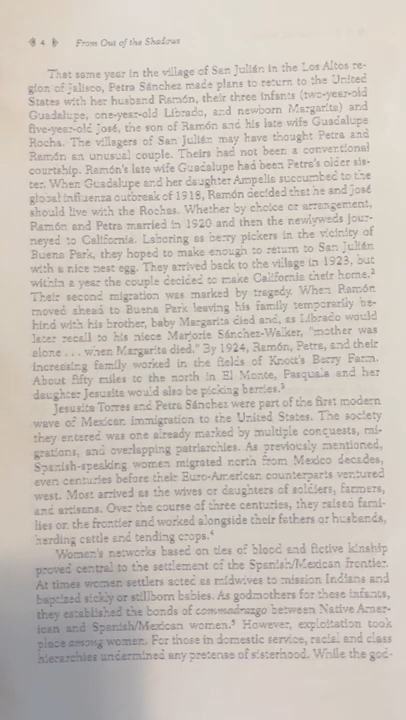 4 From Out of the Shadows
That same year in the village of San Julián in the Los Altos re-
gion of Jalisco, Petra Sánchez made plans to return to the United
States with her husband Ramón, their three infants (two-year-old
Guadalupe, one-year-old Librado, and newborn Margarita) and
five-year-old José, the son of Ramón and his late wife Guadalupe
Rocha. The villagers of San Julián may have thought Petra and
Ramón an unusual couple. Theirs had not been a conventional
courtship. Ramón's late wife Guadalupe had been Petra's older sis-
ter. When Guadalupe and her daughter Ampelia succumbed to the
global influenza outbreak of 1918, Ramón decided that he and José
should live with the Rochas. Whether by choice or arrangement,
Ramón and Petra married in 1920 and then the newlyweds jour-
neyed to California. Laboring as berry pickers in the vicinity of
Buena Park, they hoped to make enough to return to San Julián
with a nice nest egg. They arrived back to the village in 1923, but
within a year the couple decided to make California their home.²
Their second migration was marked by tragedy. When Ramón
moved ahead to Buena Park leaving his family temporarily be-
hind with his brother, baby Margarita died and, as Librado would
later recall to his niece Marjorie Sánchez-Walker, "mother was
alone . . . when Margarita died." By 1924, Ramón, Petra, and their
increasing family worked in the fields of Knott's Berry Farm.
About fifty miles to the north in El Monte, Pasquala and her
daughter Jesusita would also be picking berries.³
Jesusita Torres and Petra Sánchez were part of the first modern
wave of Mexican immigration to the United States. The society
they entered was one already marked by multiple conquests, mi-
grations, and overlapping patriarchies. As previously mentioned,
Spanish-speaking women migrated north from Mexico decades,
even centuries before their Euro-American counterparts ventured
west. Most arrived as the wives or daughters of soldiers, farmers,
and artisans. Over the course of three centuries, they raised fami-
lies on the frontier and worked alongside their fathers or husbands,
herding cattle and tending crops.⁴
Women's networks based on ties of blood and fictive kinship
proved central to the settlement of the Spanish/Mexican frontier.
At times women settlers acted as midwives to mission Indians and
baptized sickly or stillborn babies. As godmothers for these infants,
they established the bonds of commadrazgo between Native Amer-
ican and Spanish/Mexican women.⁵ However, exploitation took
place among women. For those in domestic service, racial and class
hierarchies undermined any pretense of sisterhood. While the god-